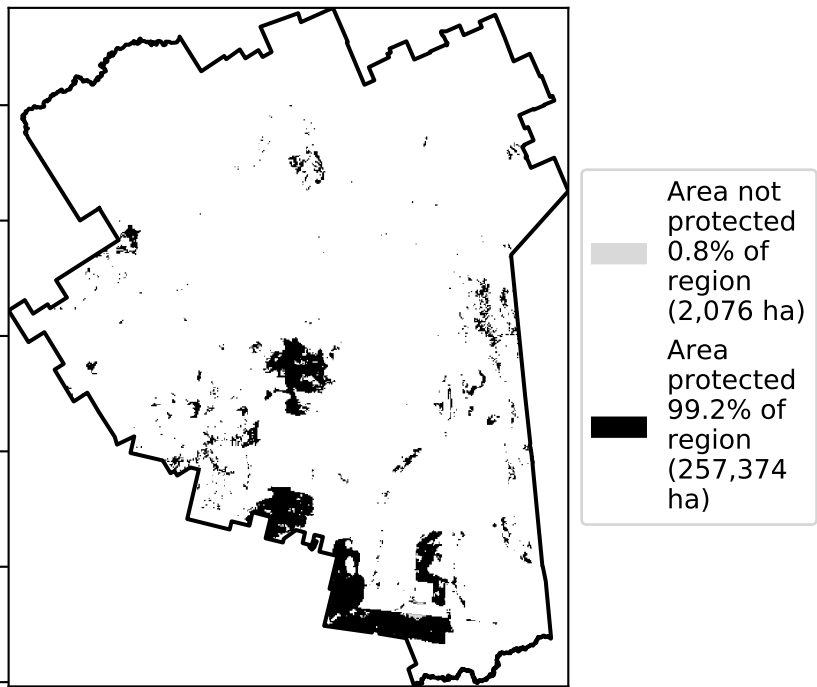 Area not
protected
0.8% of
region
(2,076 ha)
Area
protected
99.2% of
region
(257,374
ha)